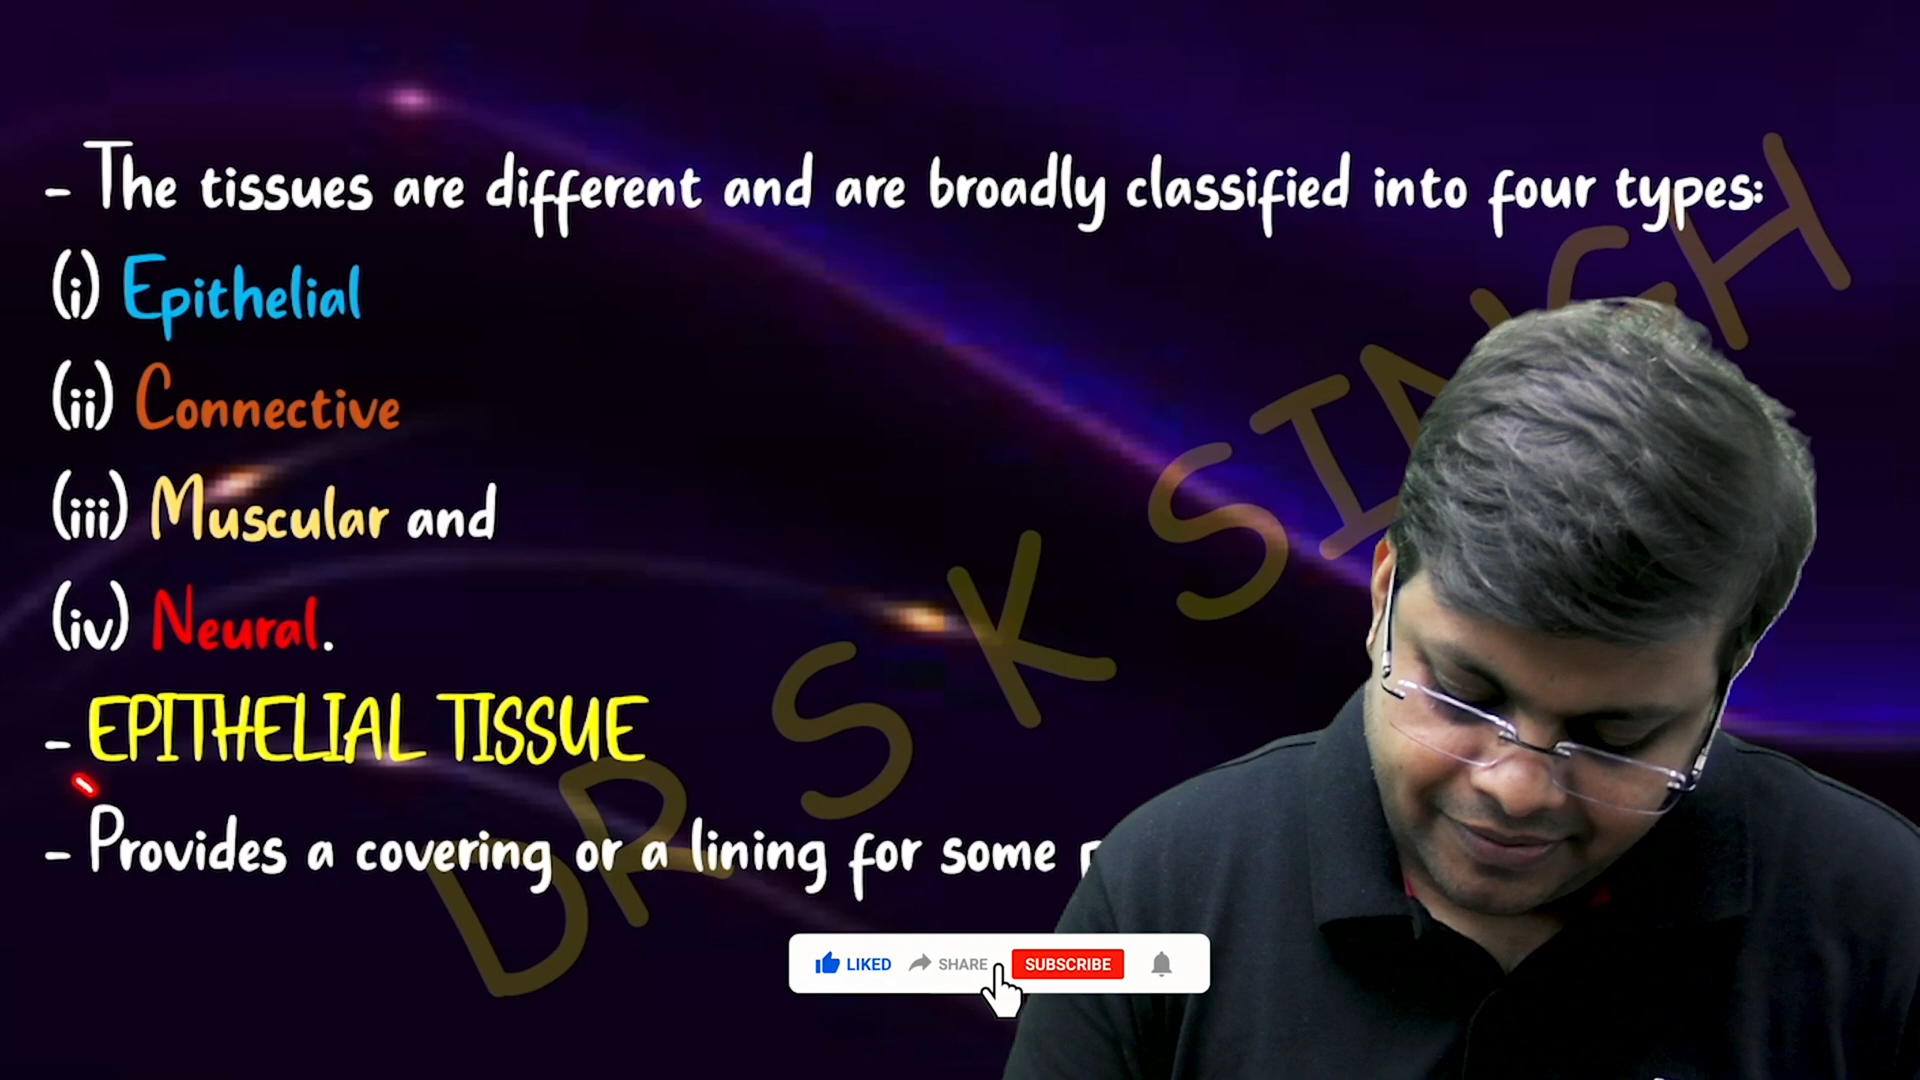 - The tissues are different and are broadly classified into four types:
(i) Epithelial
(ii) Connective
(iii) Muscular and
(iv) Neural.
- EPITHELIAL TISSUE
- Provides a covering or a lining for some
DR S K SINGH
LIKED SHARE SUBSCRIBE